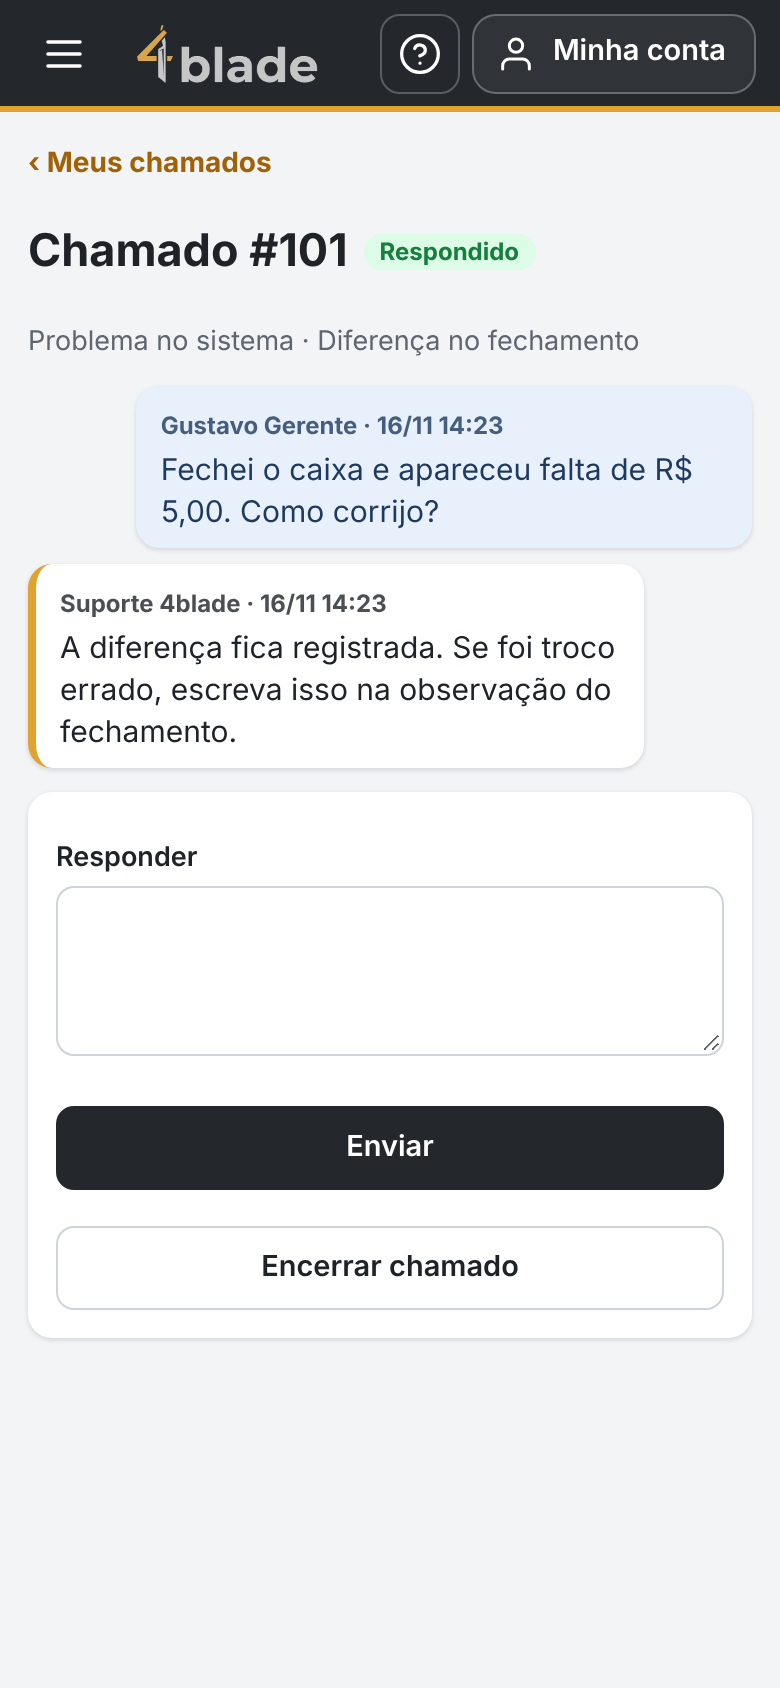 4blade
Minha conta
‹ Meus chamados
Chamado #101 Respondido
Problema no sistema · Diferença no fechamento
Gustavo Gerente · 16/11 14:23
Fechei o caixa e apareceu falta de R$
5,00. Como corrijo?
Suporte 4blade · 16/11 14:23
A diferença fica registrada. Se foi troco
errado, escreva isso na observação do
fechamento.
Responder
Enviar
Encerrar chamado